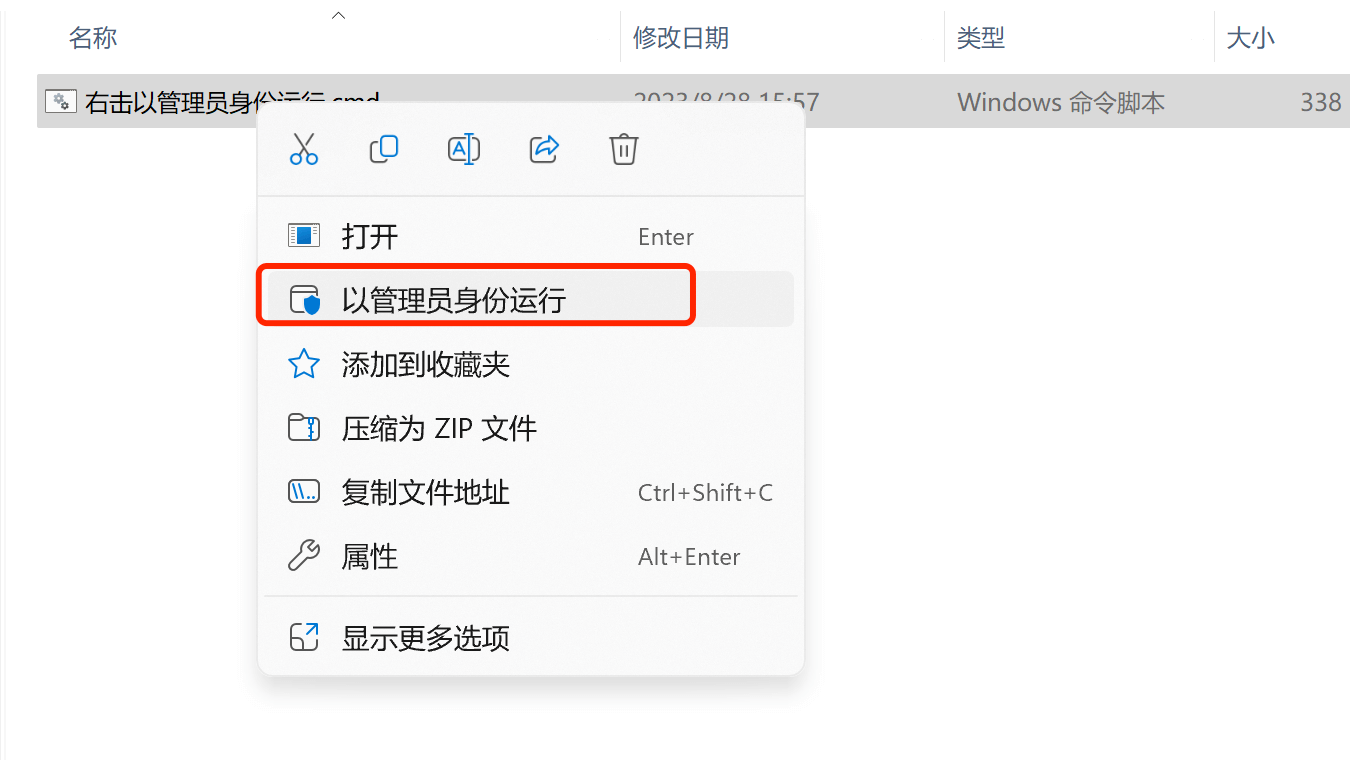 名称 修改日期 类型 大小
右击以管理员身份运行.cmd 2023/8/28 15:57 Windows 命令脚本 338
打开 Enter
以管理员身份运行
添加到收藏夹
压缩为 ZIP 文件
复制文件地址 Ctrl+Shift+C
属性 Alt+Enter
显示更多选项